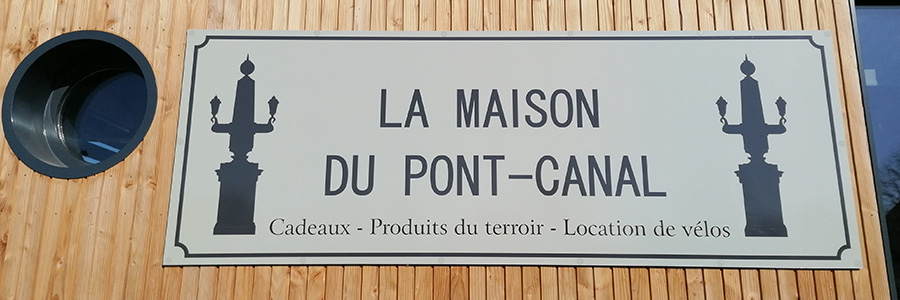 LA MAISON
DU PONT-CANAL
Cadeaux - Produits du terroir - Location de vélos